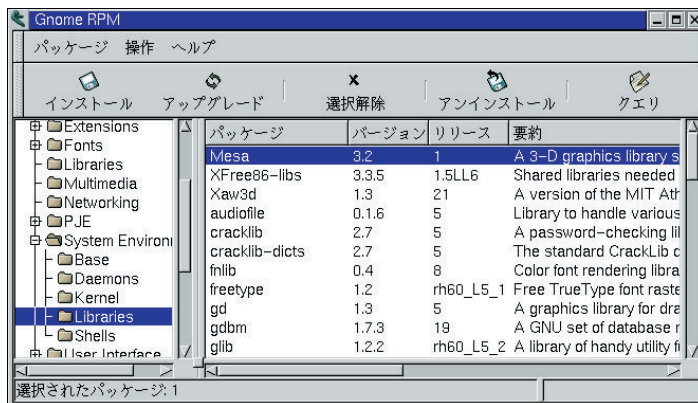 Gnome RPM
パッケージ 操作 ヘルプ
インストール アップグレード 選択解除 アンインストール クエリ
Extensions
Fonts
Libraries
Multimedia
Networking
PJE
System Environ
Base
Daemons
Kernel
Libraries
Shells
User Interface
パッケージ バージョン リリース 要約
Mesa 3.2 1 A 3-D graphics library s
XFree86-libs 3.3.5 1.5LL6 Shared libraries needed
Xaw3d 1.3 21 A version of the MIT Ath
audiofile 0.1.6 5 Library to handle various
cracklib 2.7 5 A password-checking lil
cracklib-dicts 2.7 5 The standard CrackLib c
fnlib 0.4 8 Color font rendering libra
freetype 1.2 rh60_L5_1 Free TrueType font raste
gd 1.3 5 A graphics library for dra
gdbm 1.7.3 19 A GNU set of database r
glib 1.2.2 rh60_L5_2 A library of handy utility fu
選択されたパッケージ: 1